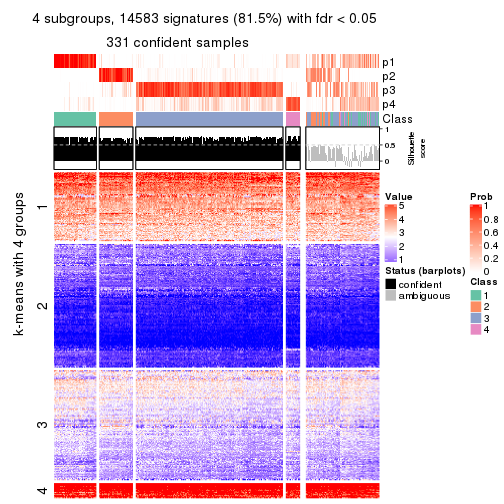 4 subgroups, 14583 signatures (81.5%) with fdr < 0.05
331 confident samples
p1
p2
p3
p4
Class
1
0.5
0
Silhouette
score
k-means with 4 groups
1
2
3
4
Value
5
4
3
2
1
Status (barplots)
confident
ambiguous
Prob
1
0.8
0.6
0.4
0.2
0
Class
1
2
3
4